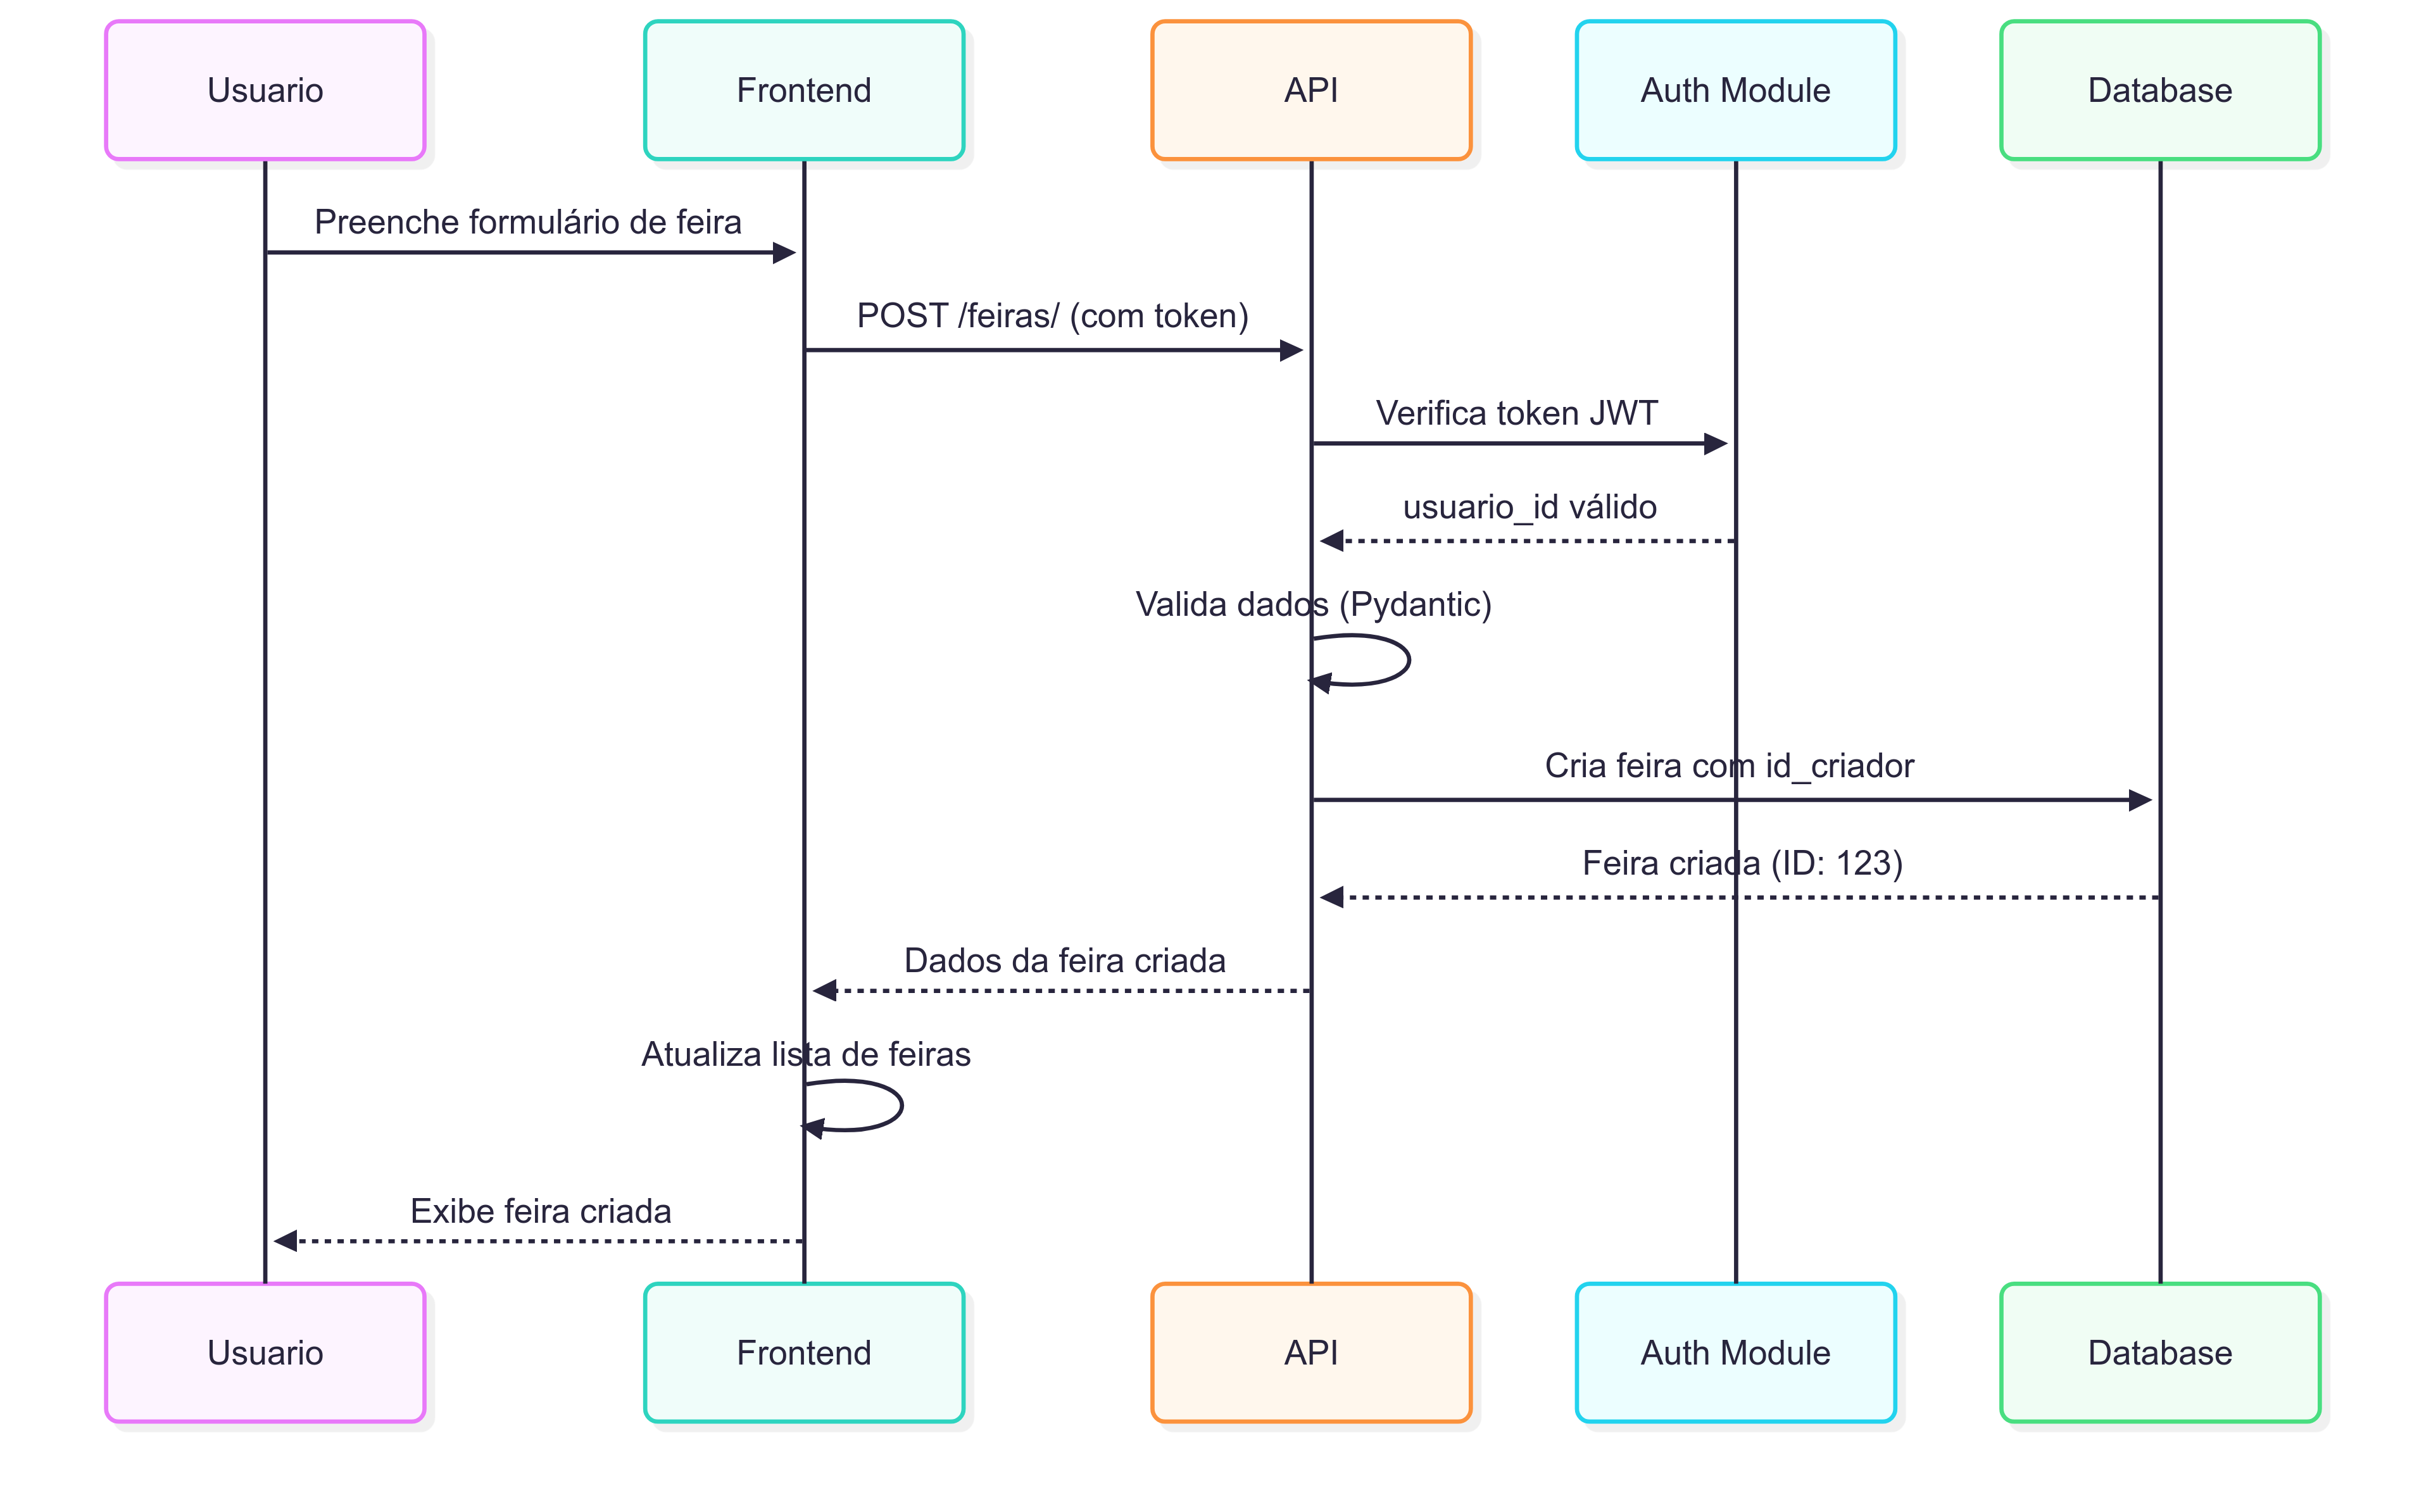 Usuario
Frontend
API
Auth Module
Database
Preenche formulário de feira
POST /feiras/ (com token)
Verifica token JWT
usuario_id válido
Valida dados (Pydantic)
Cria feira com id_criador
Feira criada (ID: 123)
Dados da feira criada
Atualiza lista de feiras
Exibe feira criada
Usuario
Frontend
API
Auth Module
Database